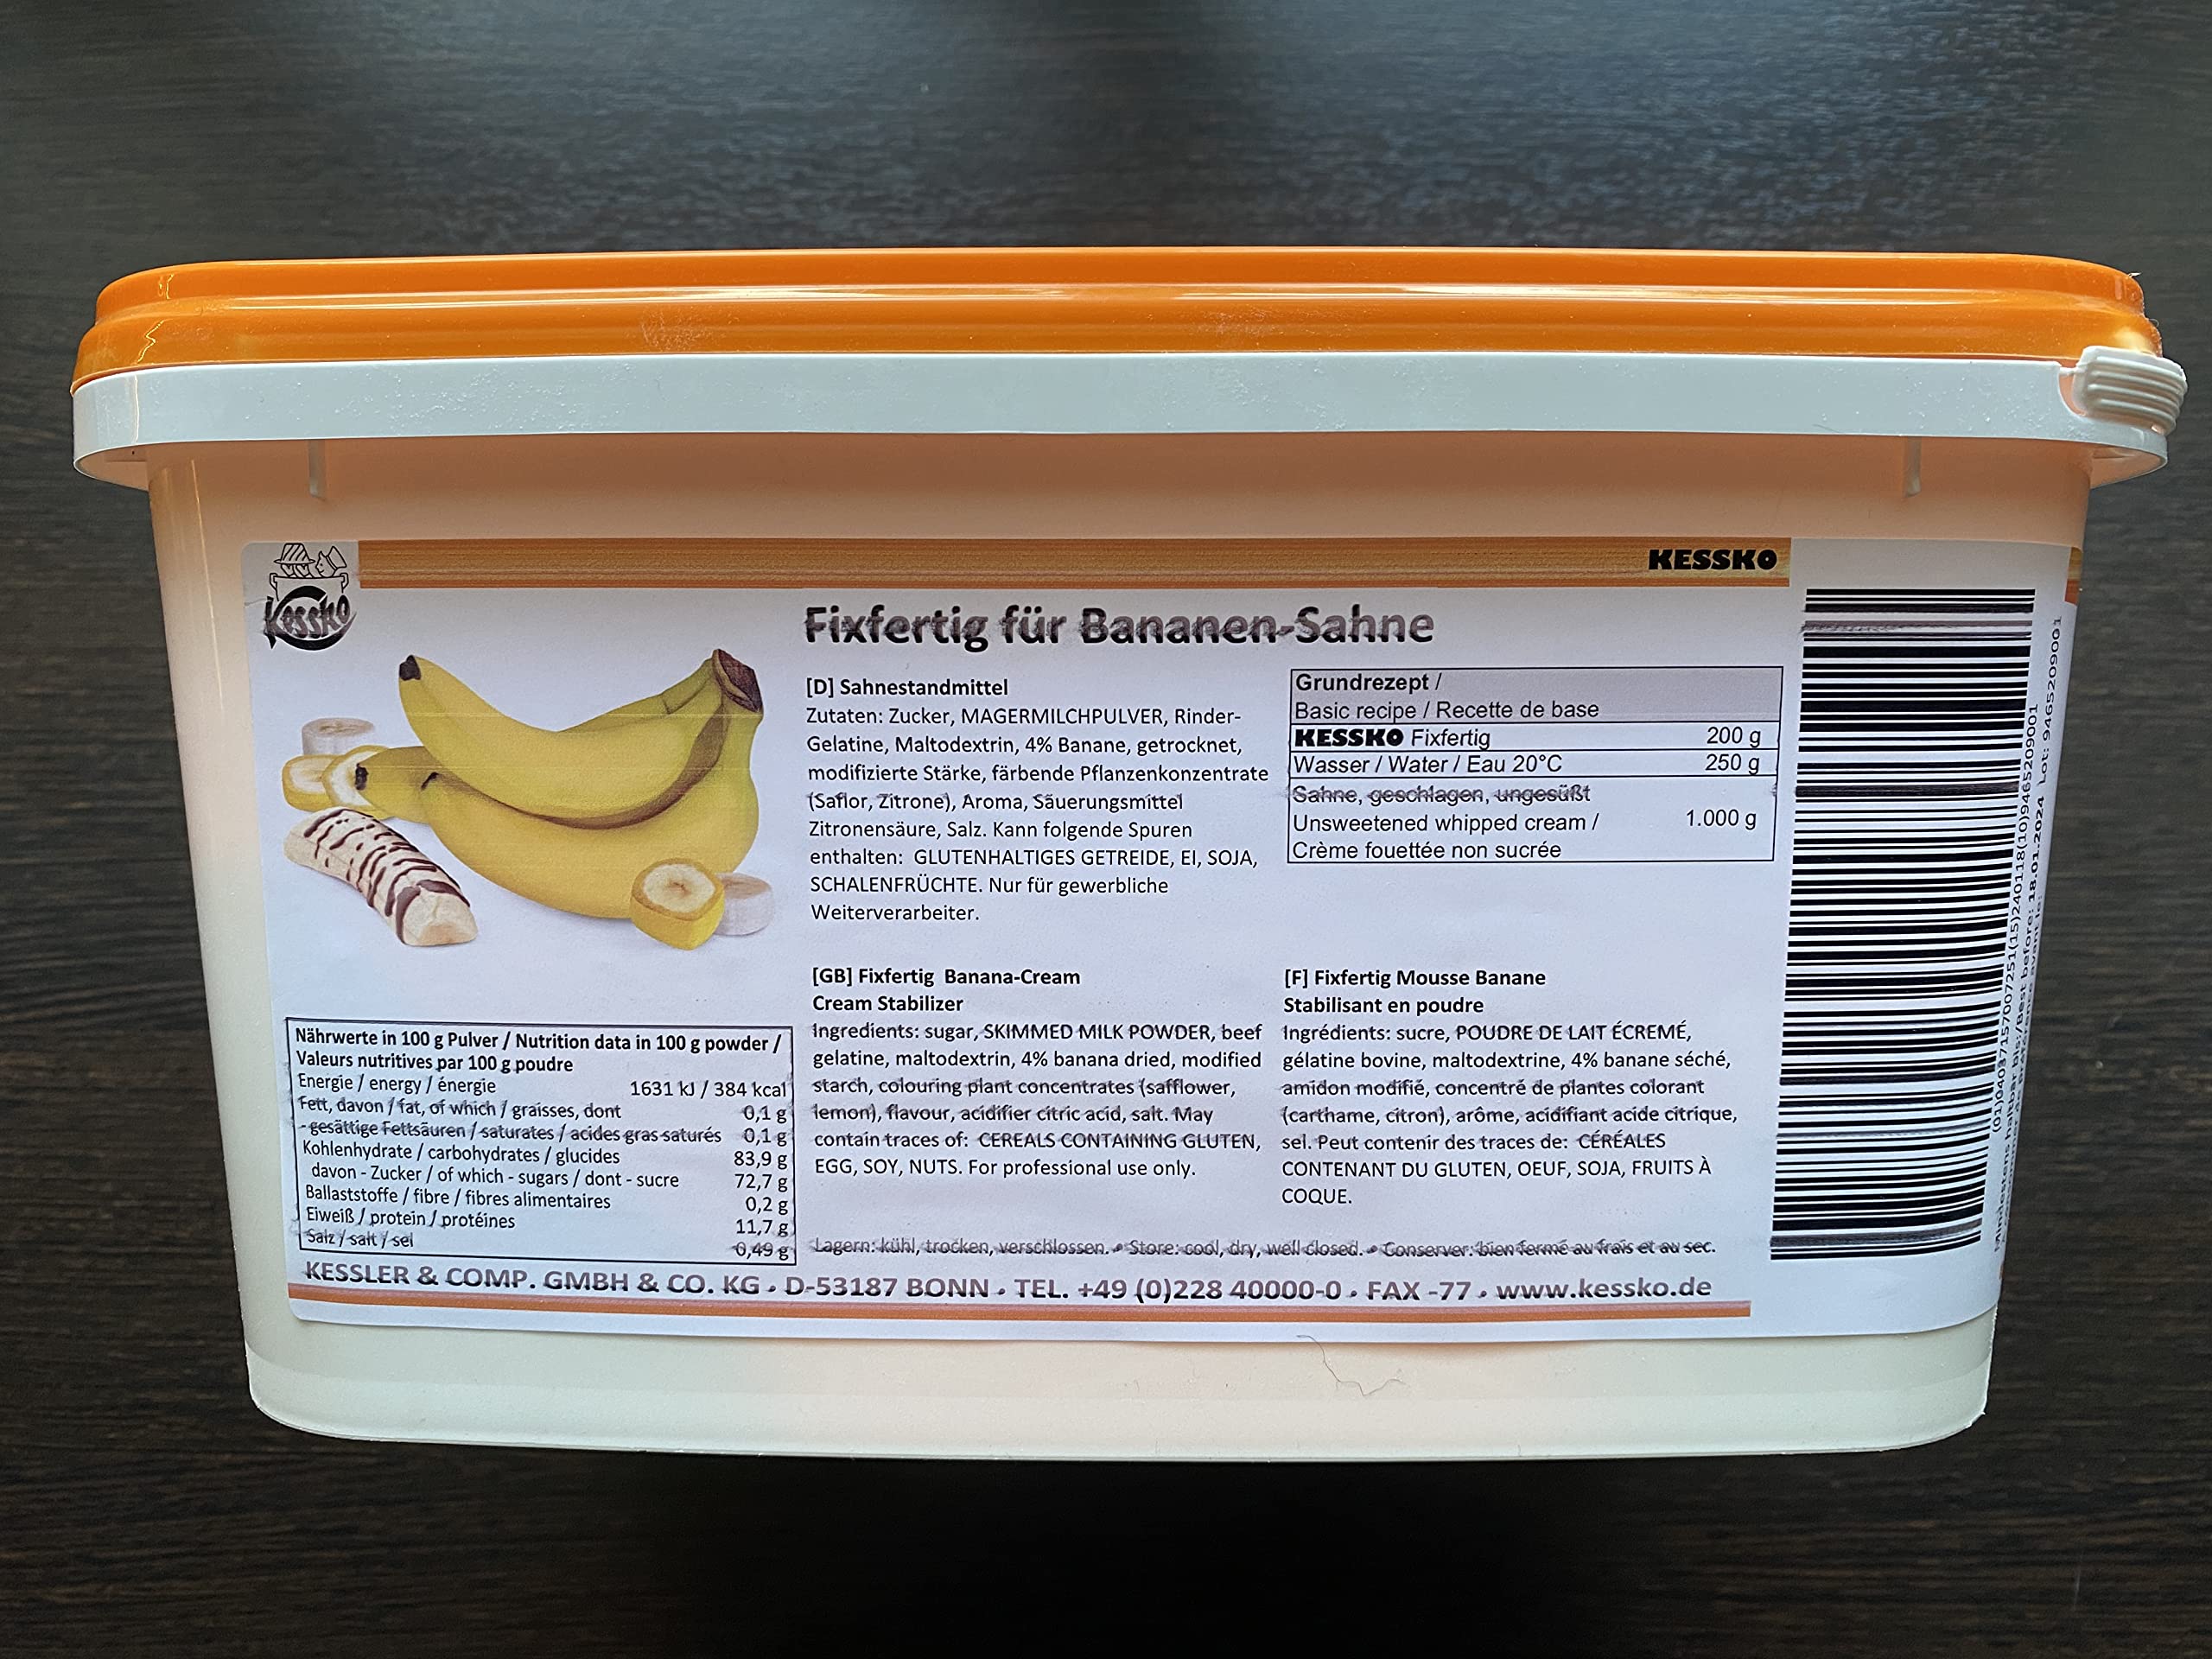 KESSKO
Kessko
Fixfertig für Bananen-Sahne
[D] Sahnestandmittel
Zutaten: Zucker, MAGERMILCHPULVER, Rinder-
Gelatine, Maltodextrin, 4% Banane, getrocknet,
modifizierte Stärke, färbende Pflanzenkonzentrate
(Saflor, Zitrone), Aroma, Säuerungsmittel
Zitronensäure, Salz. Kann folgende Spuren
enthalten: GLUTENHALTIGES GETREIDE, EI, SOJA,
SCHALENFRÜCHTE. Nur für gewerbliche
Weiterverarbeiter.
Grundrezept /
Basic recipe / Recette de base
KESSKO Fixfertig 200 g
Wasser / Water / Eau 20°C 250 g
Sahne, geschlagen, ungesüßt
Unsweetened whipped cream / 1.000 g
Crème fouettée non sucrée
[GB] Fixfertig Banana-Cream
Cream Stabilizer
Ingredients: sugar, SKIMMED MILK POWDER, beef
gelatine, maltodextrin, 4% banana dried, modified
starch, colouring plant concentrates (safflower,
lemon), flavour, acidifier citric acid, salt. May
contain traces of: CEREALS CONTAINING GLUTEN,
EGG, SOY, NUTS. For professional use only.
[F] Fixfertig Mousse Banane
Stabilisant en poudre
Ingrédients: sucre, POUDRE DE LAIT ÉCREMÉ,
gélatine bovine, maltodextrine, 4% banane séché,
amidon modifié, concentré de plantes colorant
(carthame, citron), arôme, acidifiant acide citrique,
sel. Peut contenir des traces de: CÉRÉALES
CONTENANT DU GLUTEN, OEUF, SOJA, FRUITS À
COQUE.
Nährwerte in 100 g Pulver / Nutrition data in 100 g powder /
Valeurs nutritives par 100 g poudre
Energie / energy / énergie 1631 kJ / 384 kcal
Fett, davon / fat, of which / graisses, dont 0,1 g
- gesättige Fettsäuren / saturates / acides gras saturés 0,1 g
Kohlenhydrate / carbohydrates / glucides 83,9 g
davon - Zucker / of which - sugars / dont - sucre 72,7 g
Ballaststoffe / fibre / fibres alimentaires 0,2 g
Eiweiß / protein / protéines 11,7 g
Salz / salt / sel 0,49 g
Lagern: kühl, trocken, verschlossen. • Store: cool, dry, well closed. • Conserver: bien fermé au frais et au sec.
KESSLER & COMP. GMBH & CO. KG • D-53187 BONN • TEL. +49 (0)228 40000-0 • FAX -77 • www.kessko.de
(01)04037157007251(15)240118(10)9465209001
Mindestens haltbar bis:/Best before: 18.01.2024 Lot: 9465209001